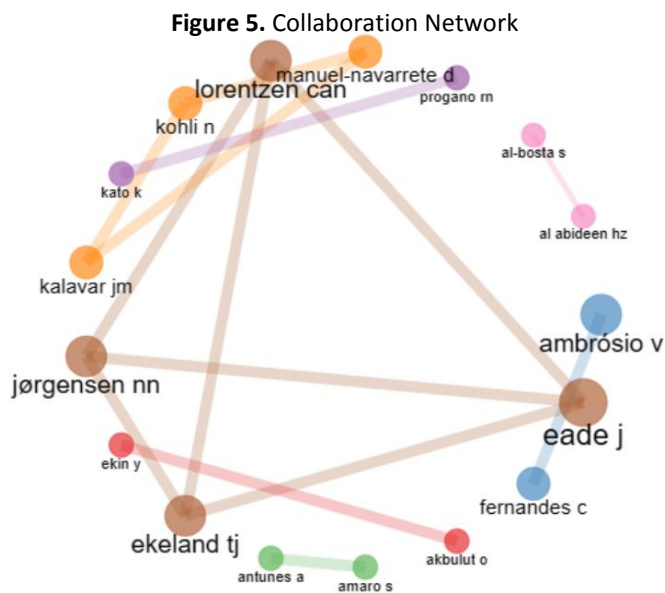 Figure 5. Collaboration Network
manuel-navarrete d
lorentzen can
progano rn
kohli n
al-bosta s
kato k
al abideen hz
kalavar jm
ambrósio v
jørgensen nn
eade j
ekin y
fernandes c
ekeland tj
akbulut o
antunes a
amaro s